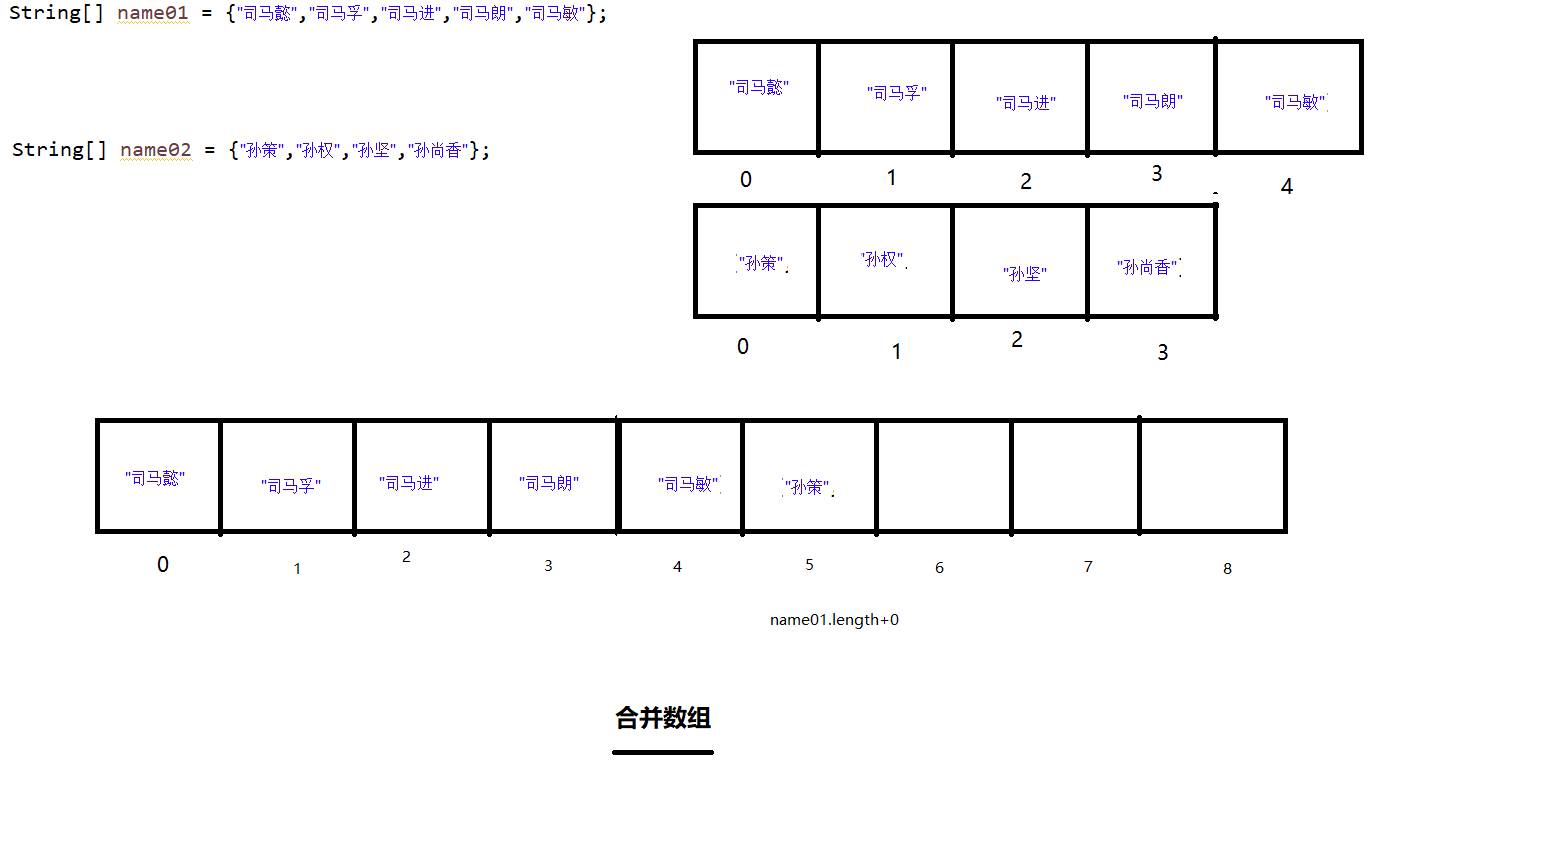 String[] name01 = {"司马懿","司马孚","司马进","司马朗","司马敏"};
"司马懿" "司马孚" "司马进" "司马朗" "司马敏"
String[] name02 = {"孙策","孙权","孙坚","孙尚香"};
0 1 2 3 4
"孙策" "孙权" "孙坚" "孙尚香"
0 1 2 3
"司马懿" "司马孚" "司马进" "司马朗" "司马敏" "孙策"
0 1 2 3 4 5 6 7 8
name01.length+0
合并数组